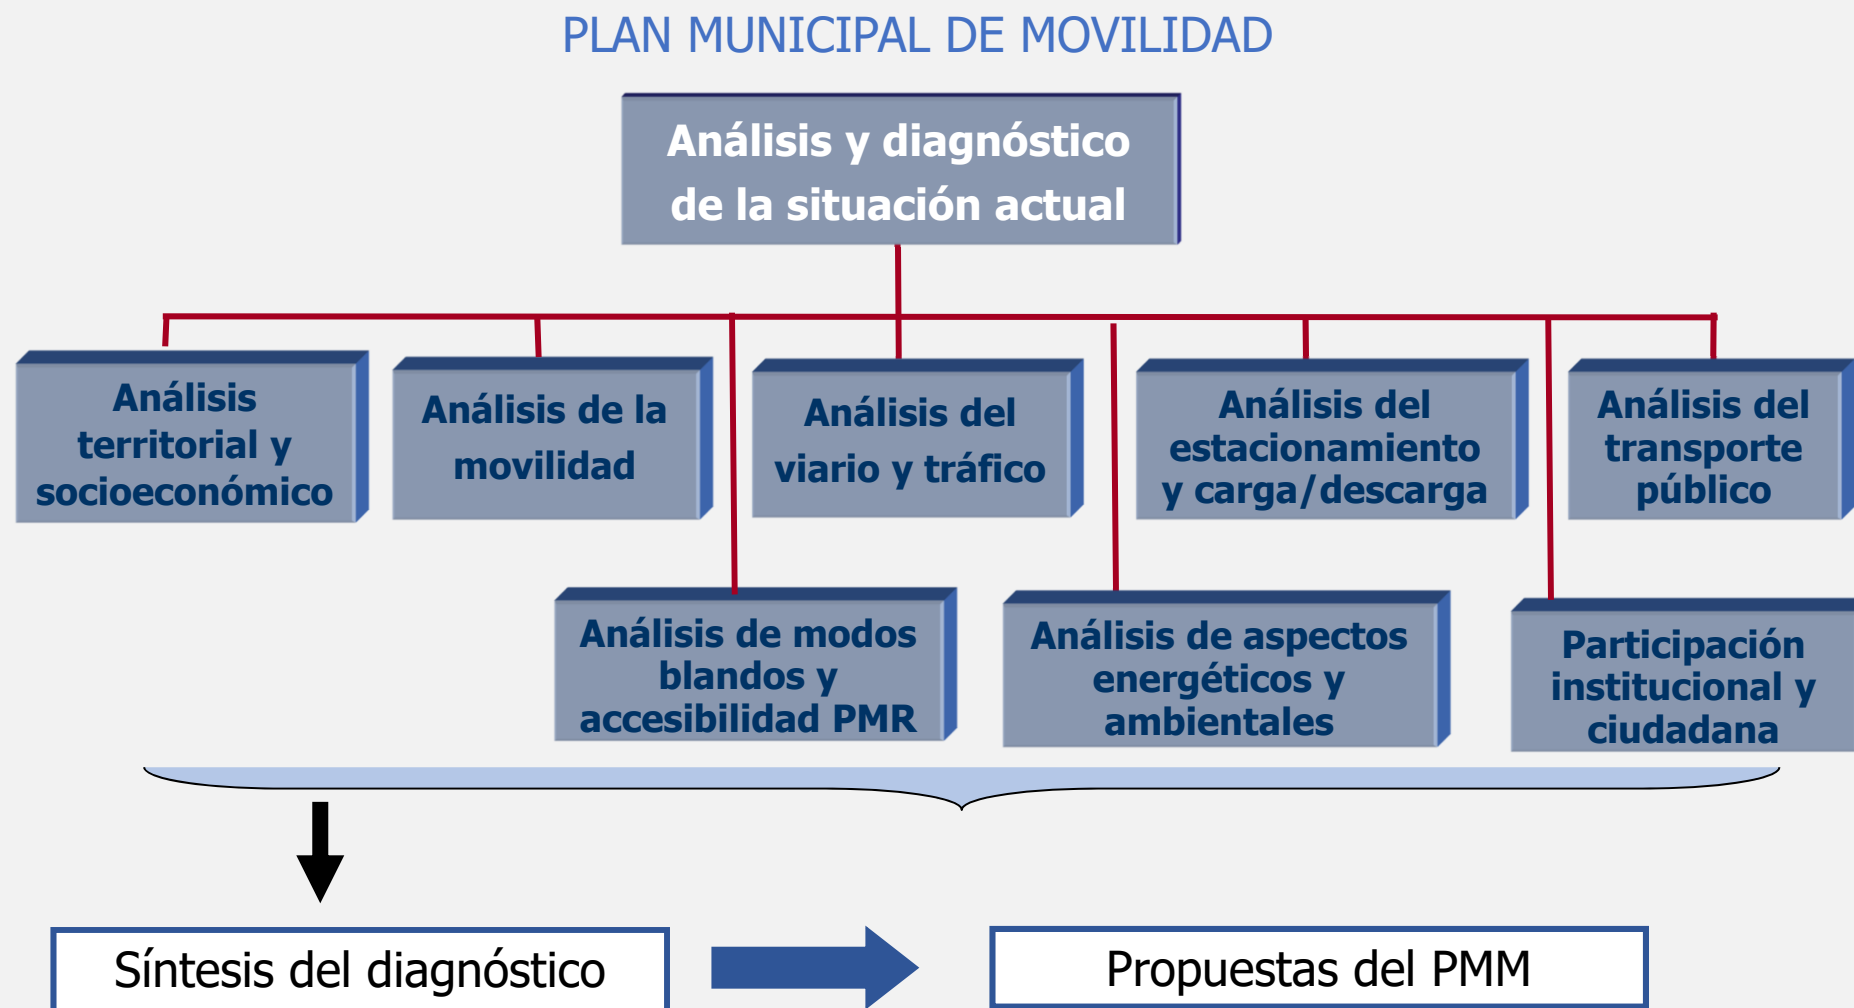 PLAN MUNICIPAL DE MOVILIDAD
Análisis y diagnóstico
de la situación actual
Análisis
territorial y
socioeconómico
Análisis de la
movilidad
Análisis del
viario y tráfico
Análisis del
estacionamiento
y carga/descarga
Análisis del
transporte
público
Análisis de modos
blandos y
accesibilidad PMR
Análisis de aspectos
energéticos y
ambientales
Participación
institucional y
ciudadana
Síntesis del diagnóstico
Propuestas del PMM